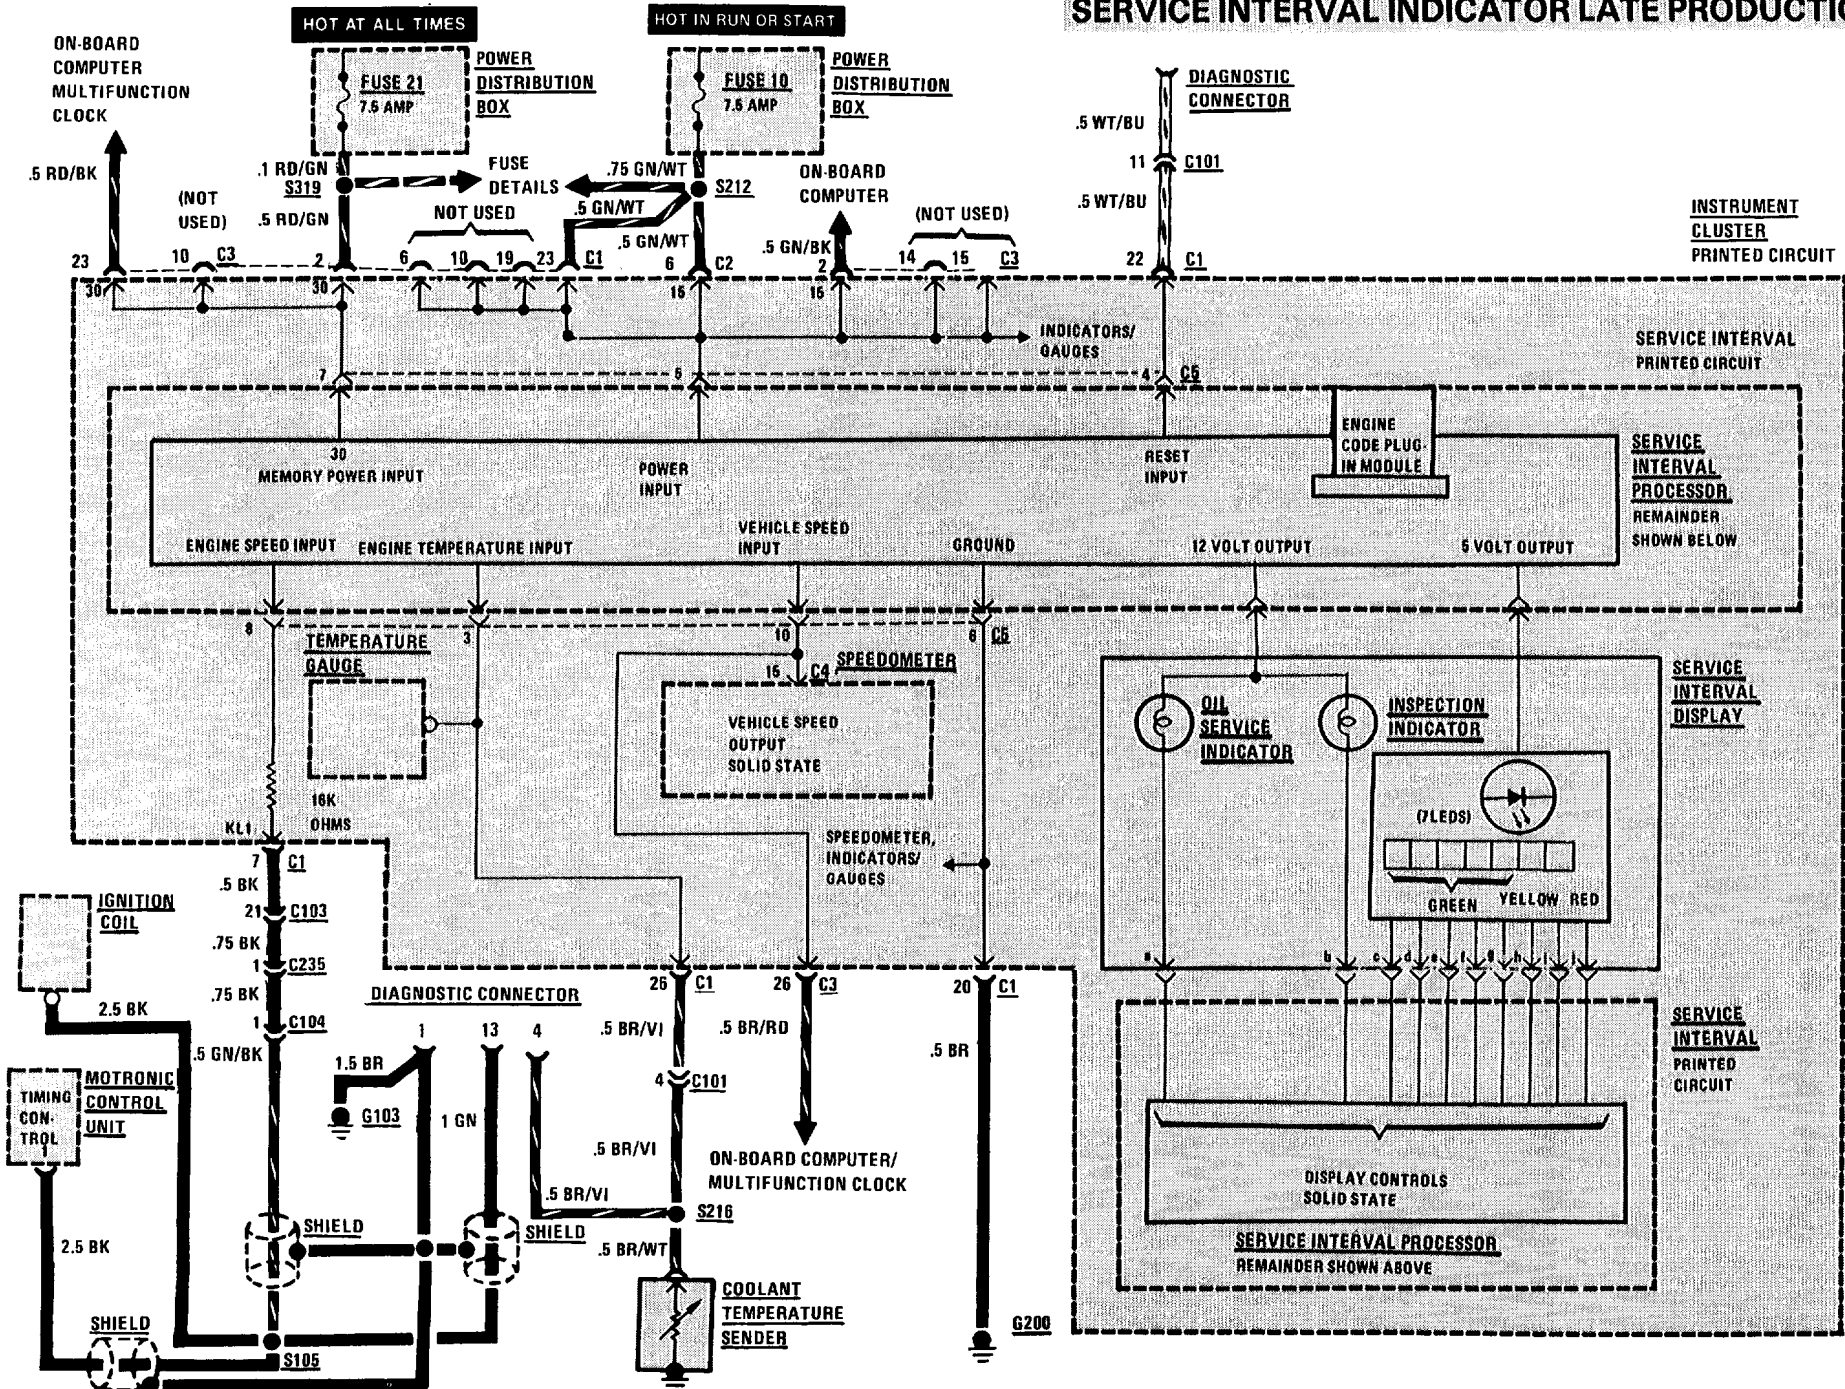 SERVICE INTERVAL INDICATOR LATE PRODUCTIO
HOT AT ALL TIMES
HOT IN RUN OR START
ON-BOARD
COMPUTER
MULTIFUNCTION
CLOCK
FUSE 21
7.5 AMP
POWER
DISTRIBUTION
BOX
FUSE 10
7.5 AMP
POWER
DISTRIBUTION
BOX
DIAGNOSTIC
CONNECTOR
.5 WT/BU
11
C101
.5 WT/BU
.5 RD/BK
(NOT
USED)
.1 RD/GN
S319
.5 RD/GN
FUSE
DETAILS
NOT USED
.75 GN/WT
S212
.5 GN/WT
.5 GN/WT
ON-BOARD
COMPUTER
.5 GN/BK
(NOT USED)
INSTRUMENT
CLUSTER
PRINTED CIRCUIT
23
10
C3
2
6
10
19
23
C1
6
C2
2
14
15
C3
22
C1
30
30
15
15
INDICATORS/
GAUGES
SERVICE INTERVAL
PRINTED CIRCUIT
7
5
4
C5
ENGINE
CODE PLUG-
IN MODULE
30
MEMORY POWER INPUT
POWER
INPUT
RESET
INPUT
SERVICE
INTERVAL
PROCESSOR
REMAINDER
SHOWN BELOW
ENGINE SPEED INPUT
ENGINE TEMPERATURE INPUT
VEHICLE SPEED
INPUT
GROUND
12 VOLT OUTPUT
5 VOLT OUTPUT
8
3
10
6
C5
TEMPERATURE
GAUGE
15
C4
SPEEDOMETER
VEHICLE SPEED
OUTPUT
SOLID STATE
OIL
SERVICE
INDICATOR
INSPECTION
INDICATOR
SERVICE
INTERVAL
DISPLAY
16K
OHMS
KL1
(7LEDS)
GREEN
YELLOW
RED
SPEEDOMETER,
INDICATORS/
GAUGES
7
C1
.5 BK
21
C103
.75 BK
1
C235
.75 BK
1
C104
.5 GN/BK
IGNITION
COIL
2.5 BK
a
b
c
d
e
f
g
h
i
j
26
C1
26
C3
20
C1
DIAGNOSTIC CONNECTOR
1
13
4
.5 BR/VI
.5 BR/RD
.5 BR
1.5 BR
G103
1 GN
4
C101
.5 BR/VI
TIMING
CON-
TROL
1
MOTRONIC
CONTROL
UNIT
SERVICE
INTERVAL
PRINTED
CIRCUIT
ON-BOARD COMPUTER/
MULTIFUNCTION CLOCK
DISPLAY CONTROLS
SOLID STATE
.5 BR/VI
S216
SHIELD
SHIELD
2.5 BK
.5 BR/WT
SERVICE INTERVAL PROCESSOR
REMAINDER SHOWN ABOVE
COOLANT
TEMPERATURE
SENDER
SHIELD
S105
G200